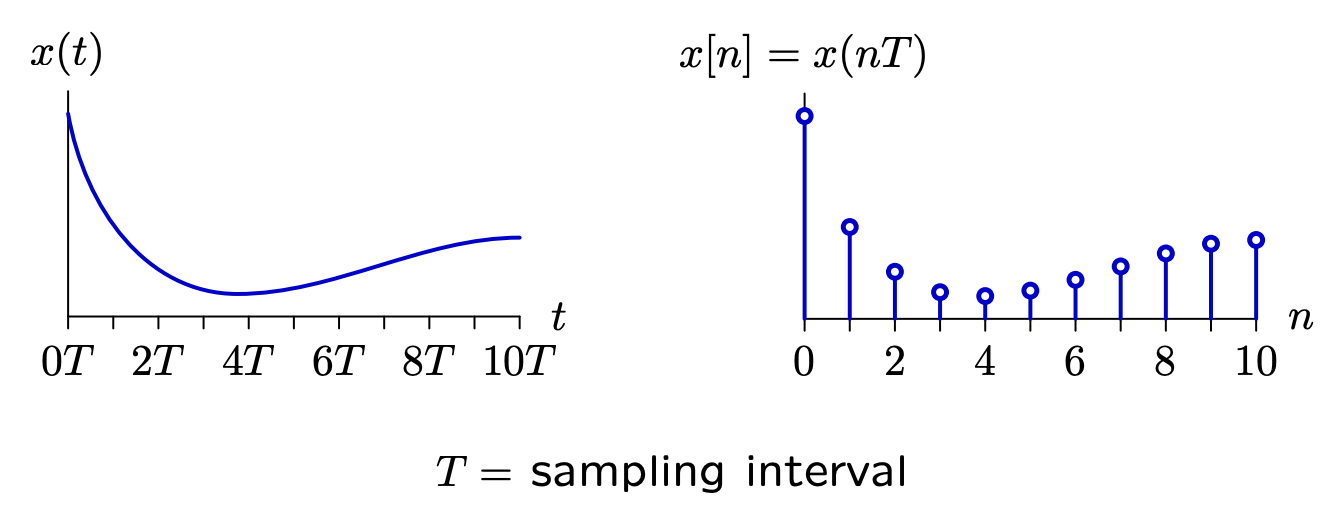 x(t)
t
0T 2T 4T 6T 8T 10T
x[n] = x(nT)
n
0 2 4 6 8 10
T = sampling interval